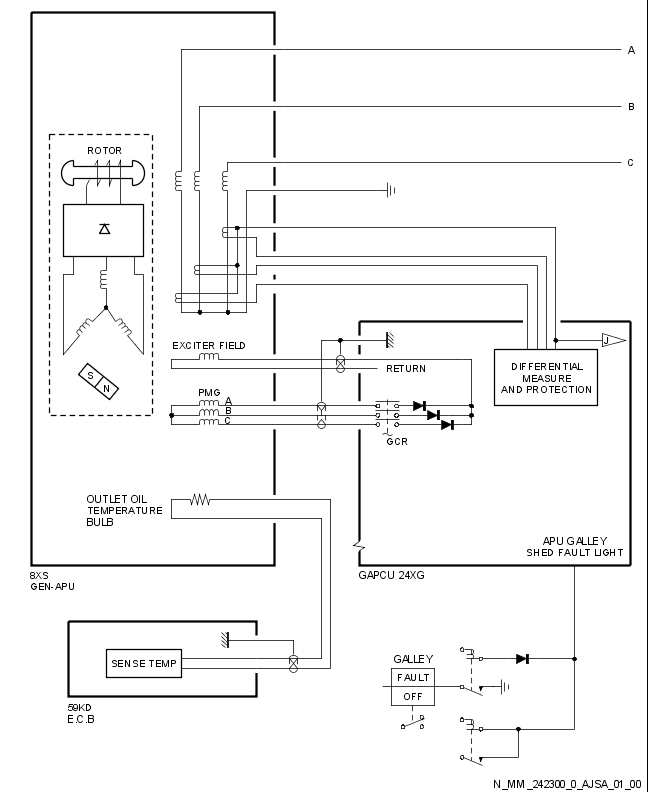 A
B
C
ROTOR
S
N
EXCITER FIELD
RETURN
J
DIFFERENTIAL
MEASURE
AND PROTECTION
PMG
A
B
C
GCR
OUTLET OIL
TEMPERATURE
BULB
APU GALLEY
SHED FAULT LIGHT
8XS
GEN-APU
GAPCU 24XG
SENSE TEMP
59KD
E.C.B
GALLEY
FAULT
OFF
N_MM_242300_0_AJSA_01_00